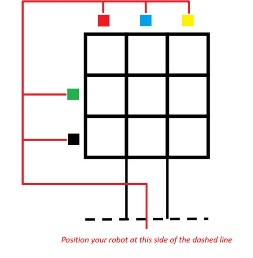 Position your robot at this side of the dashed line